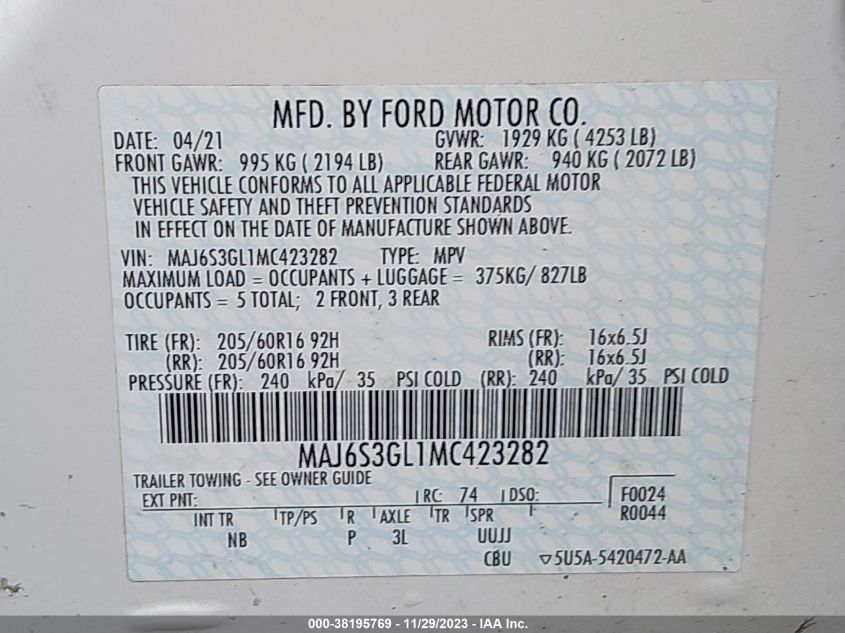 MFD. BY FORD MOTOR CO.
DATE: 04/21 GVWR: 1929 KG ( 4253 LB)
FRONT GAWR: 995 KG ( 2194 LB) REAR GAWR: 940 KG ( 2072 LB)
THIS VEHICLE CONFORMS TO ALL APPLICABLE FEDERAL MOTOR
VEHICLE SAFETY AND THEFT PREVENTION STANDARDS
IN EFFECT ON THE DATE OF MANUFACTURE SHOWN ABOVE.
VIN: MAJ6S3GL1MC423282 TYPE: MPV
MAXIMUM LOAD = OCCUPANTS + LUGGAGE = 375KG/ 827LB
OCCUPANTS = 5 TOTAL; 2 FRONT, 3 REAR
TIRE (FR): 205/60R16 92H RIMS (FR): 16x6.5J
(RR): 205/60R16 92H (RR): 16x6.5J
PRESSURE (FR): 240 kPa/ 35 PSI COLD (RR): 240 kPa/ 35 PSI COLD
MAJ6S3GL1MC423282
TRAILER TOWING - SEE OWNER GUIDE
EXT PNT: RC: 74 DSO: F0024
R0044
INT TR TP/PS R AXLE TR SPR
NB P 3L UUJJ
CBU ▽5U5A-5420472-AA
000-38195769 - 11/29/2023 - IAA Inc.